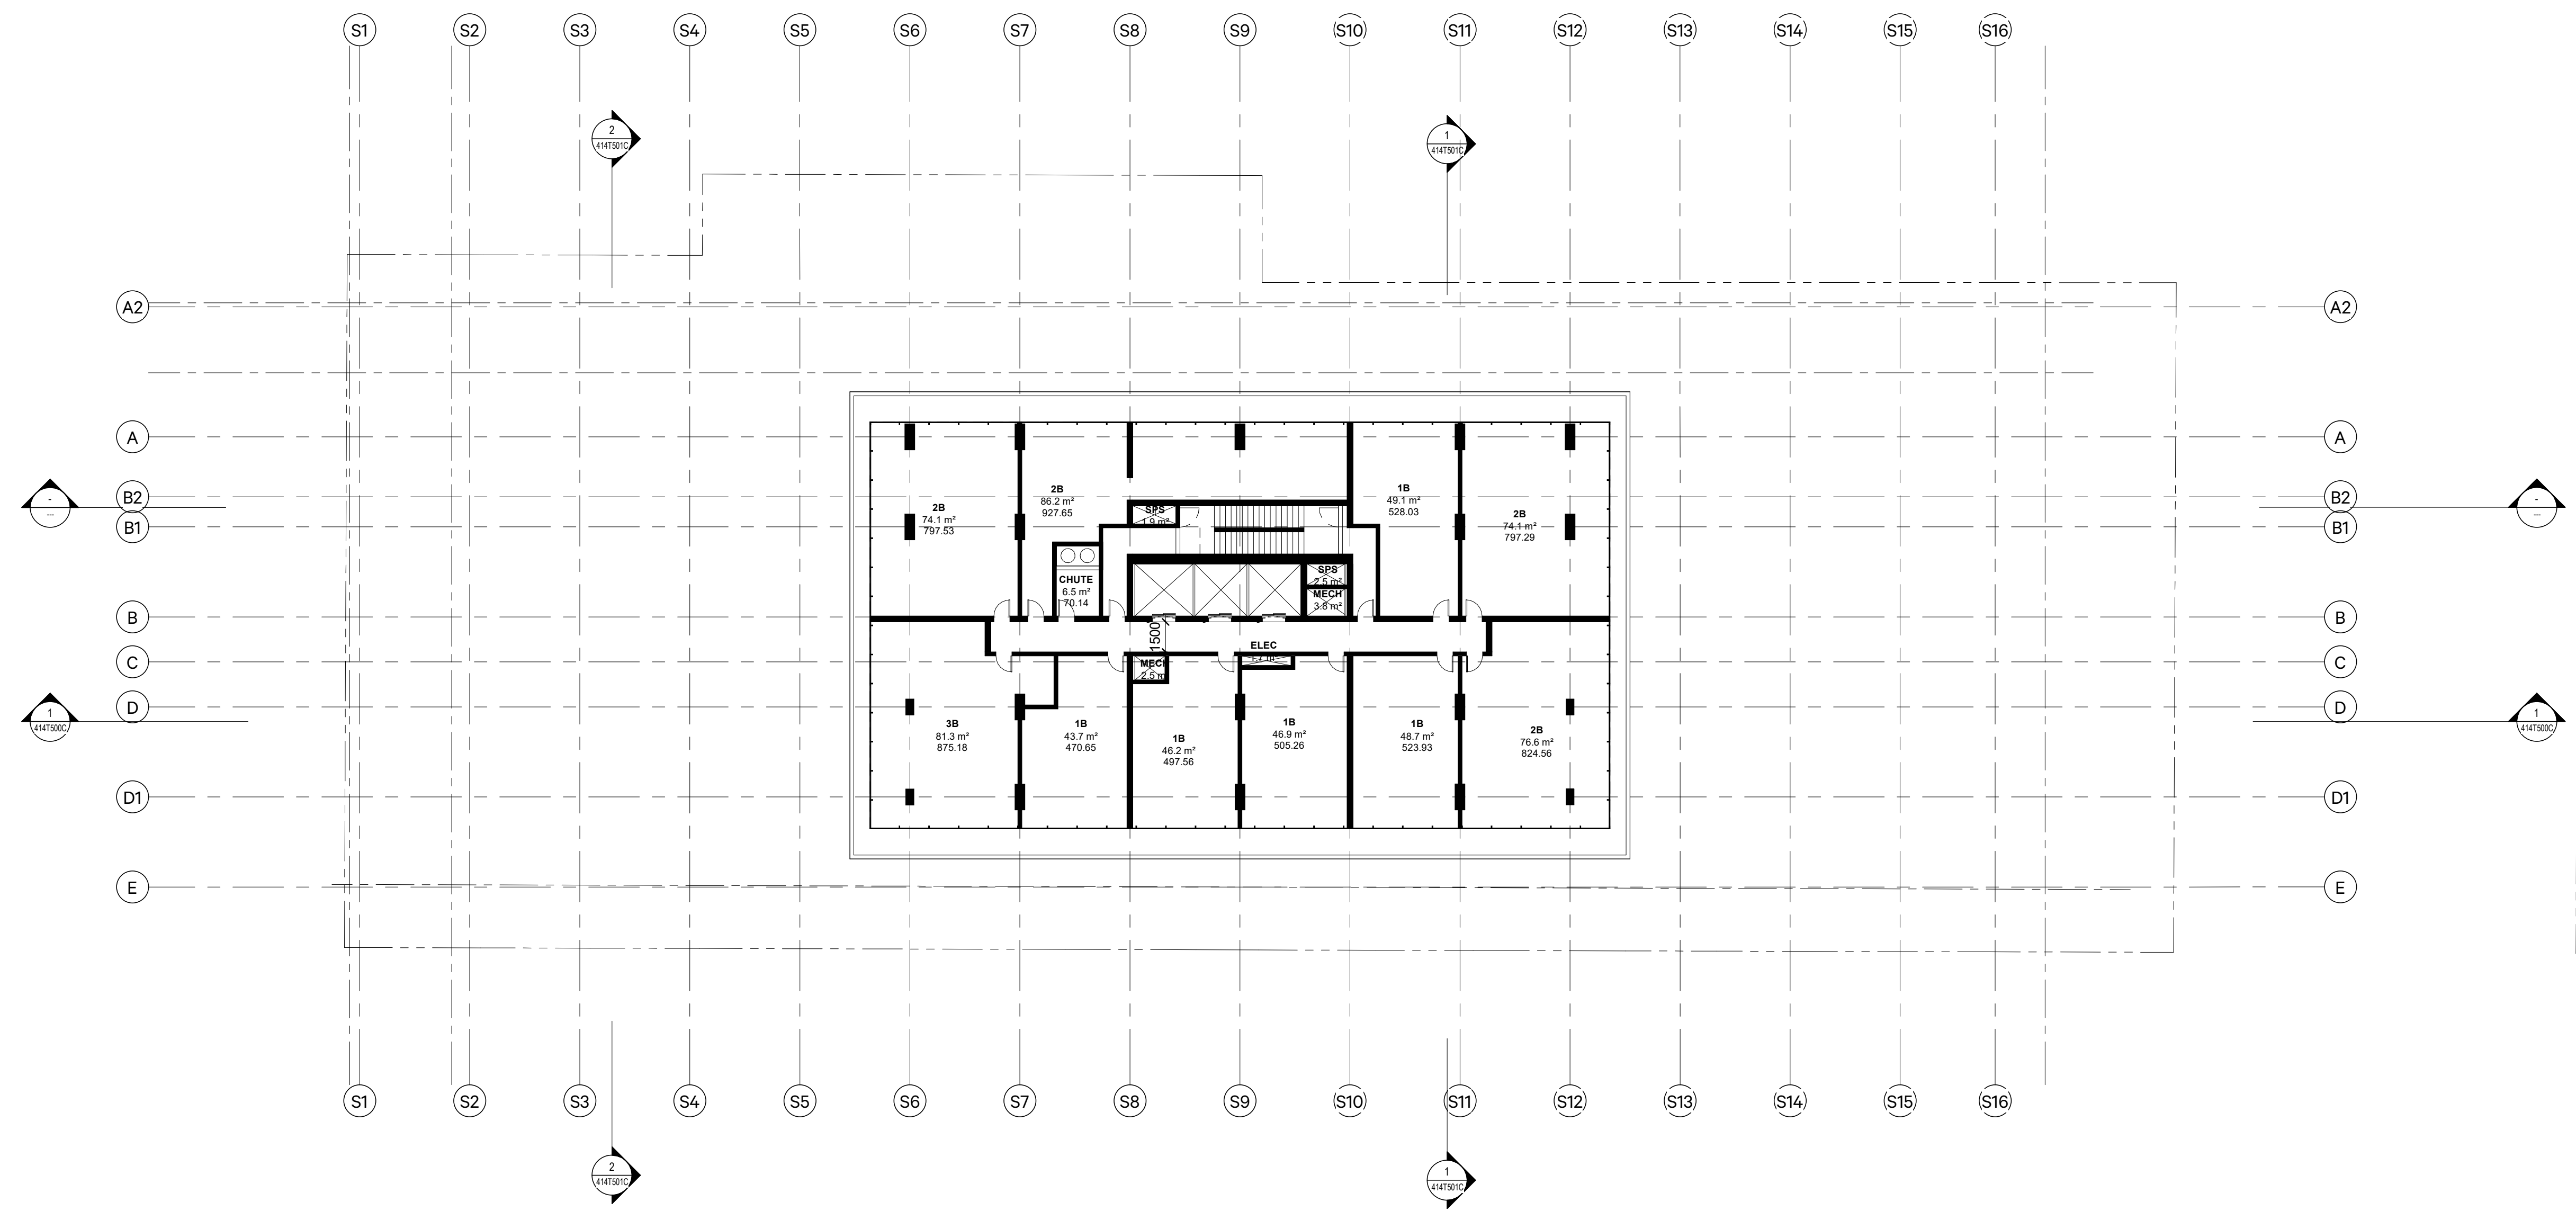 S1 S2 S3 S4 S5 S6 S7 S8 S9 S10 S11 S12 S13 S14 S15 S16
2
414T501C
1
414T501C
A2 A2
A A
B2 B2
-
---
-
---
B1 B1
2B
74.1 m²
797.53
2B
86.2 m²
927.65
SPS
1.9 m²
1B
49.1 m²
528.03
2B
74.1 m²
797.29
CHUTE
6.5 m²
70.14
SPS
2.5 m²
MECH
3.8 m²
B B
1500
ELEC
1.7 m²
C C
MECH
2.5 m
D D
1
414T500C
1
414T500C
3B
81.3 m²
875.18
1B
43.7 m²
470.65
1B
46.2 m²
497.56
1B
46.9 m²
505.26
1B
48.7 m²
523.93
2B
76.6 m²
824.56
D1 D1
E E
S1 S2 S3 S4 S5 S6 S7 S8 S9 S10 S11 S12 S13 S14 S15 S16
2
414T501C
1
414T501C